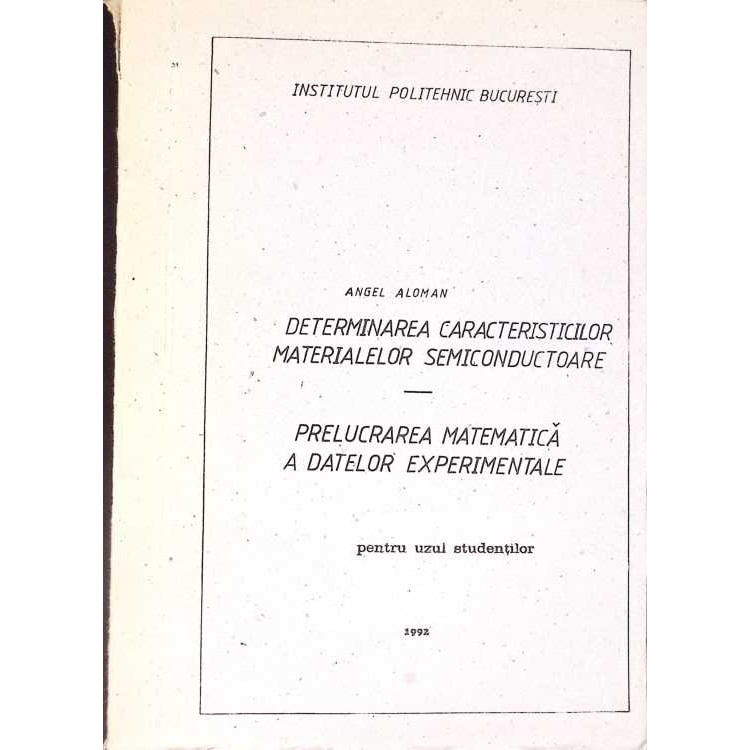 INSTITUTUL POLITEHNIC BUCUREȘTI
ANGEL ALOMAN
DETERMINAREA CARACTERISTICILOR
MATERIALELOR SEMICONDUCTOARE
—
PRELUCRAREA MATEMATICĂ
A DATELOR EXPERIMENTALE
pentru uzul studenților
1992